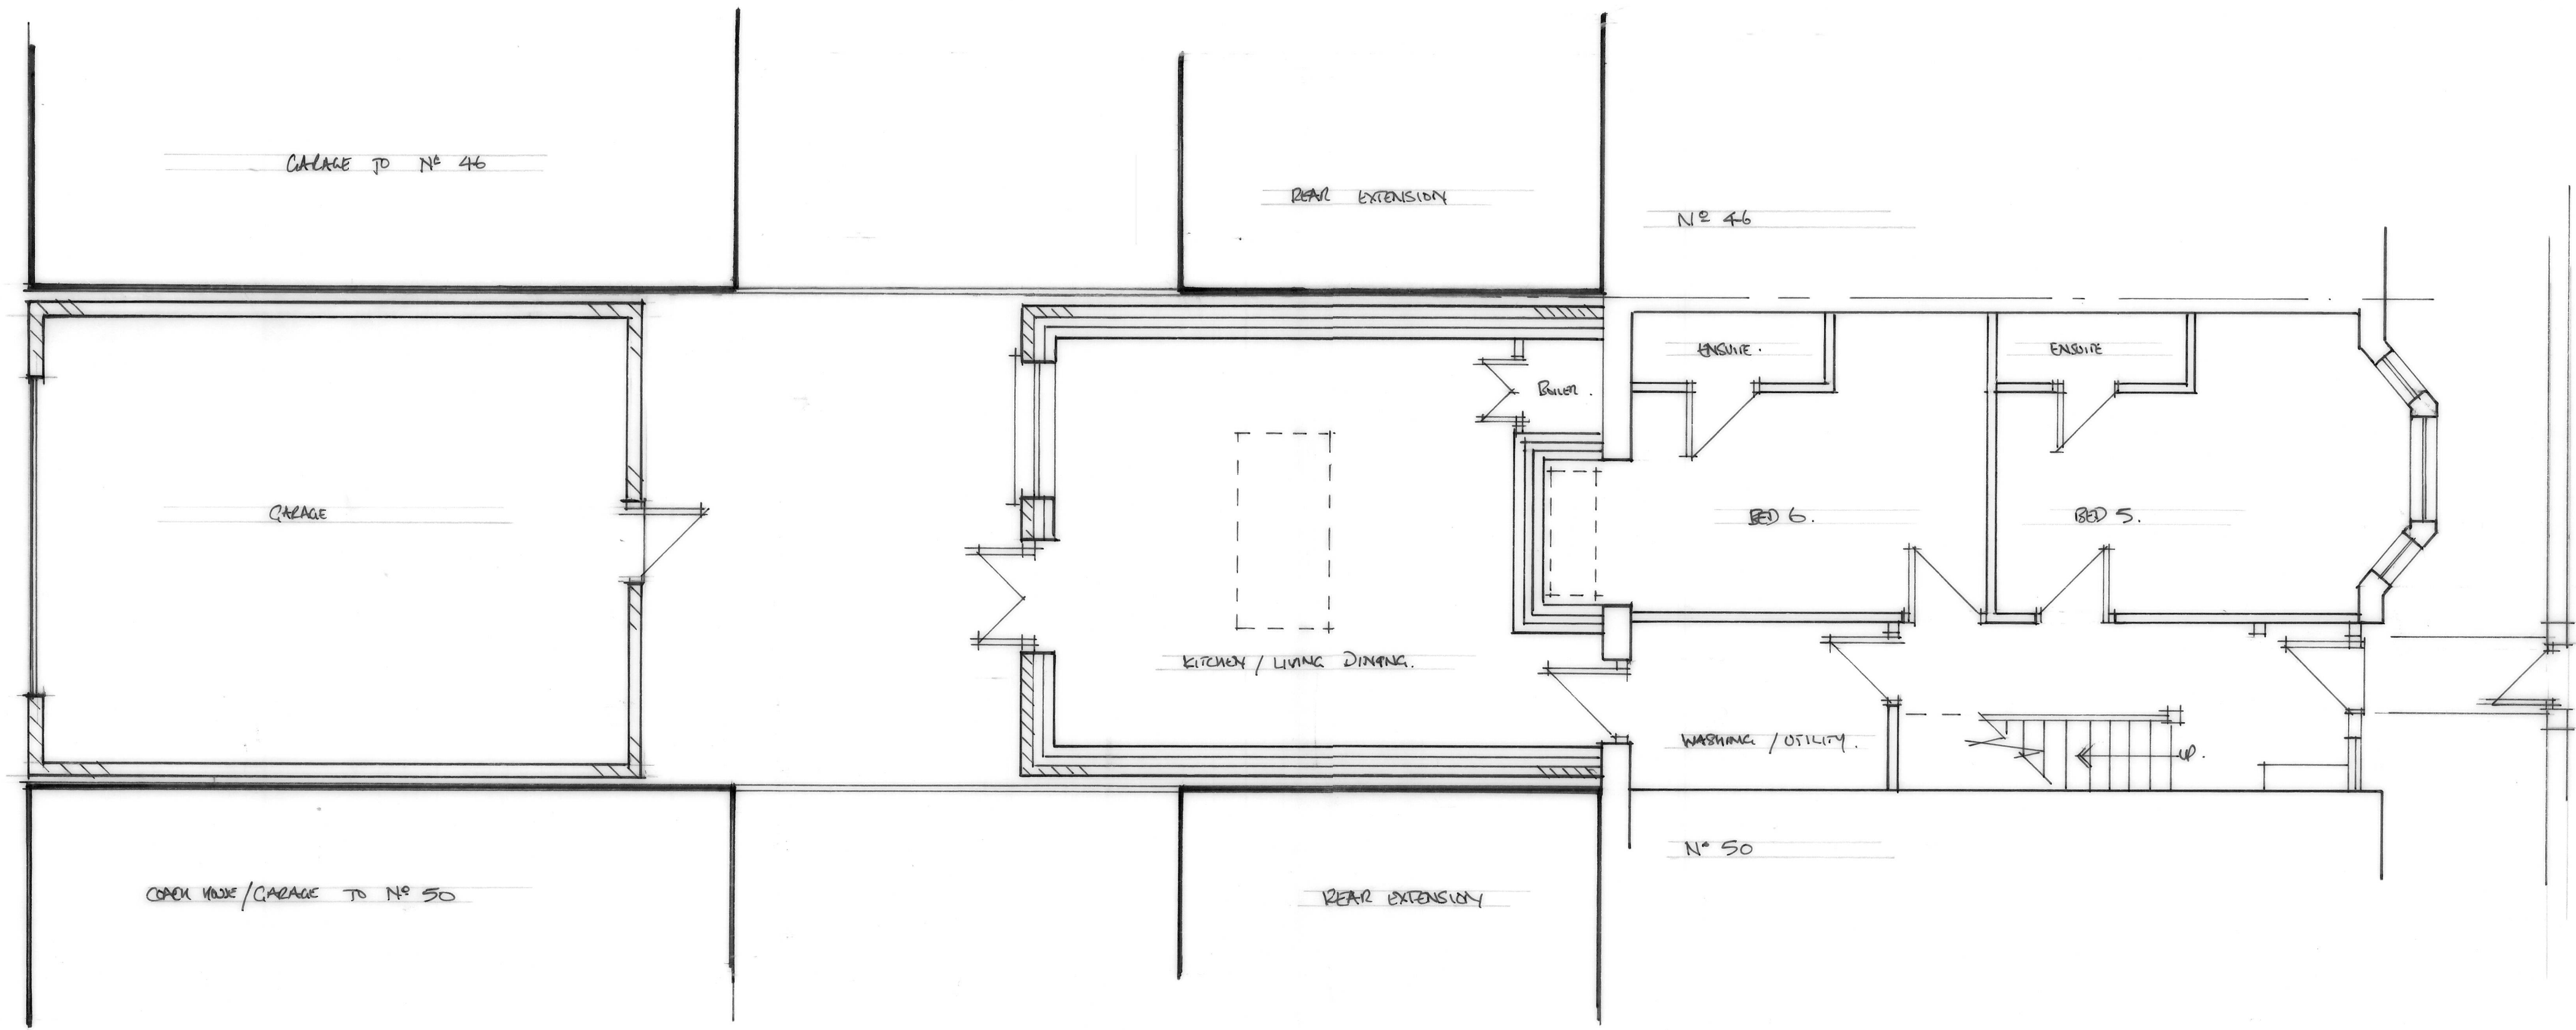 GARAGE TO Nº 46
REAR EXTENSION
Nº 46
ENSUITE.
ENSUITE
BOILER.
GARAGE
BED 6.
BED 5.
KITCHEN / LIVING DINING.
WASHING / UTILITY.
UP.
Nº 50
COACH HOUSE/GARAGE TO Nº 50
REAR EXTENSION